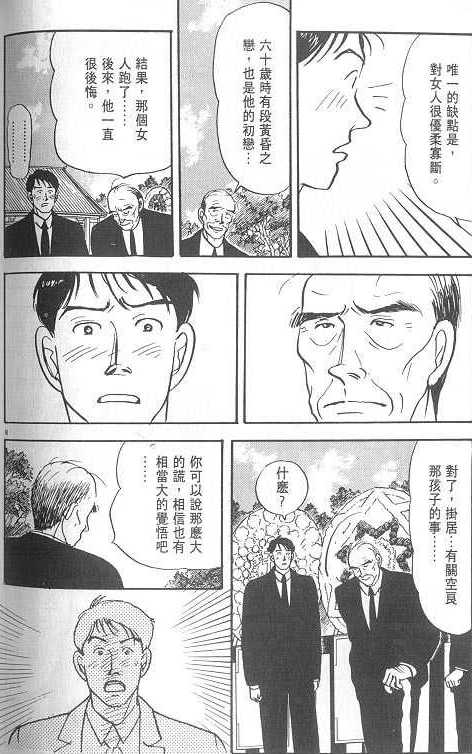 唯一的缺點是，
對女人很優柔寡斷。
六十歲時有段黃昏之
戀，也是他的初戀…
結果，那個女
人跑了……
後來，他一直
很後悔。
…………
對了，掛居…有關空良
那孩子的事……
什麼？
你可以說那麼大
的謊，相信也有
相當大的覺悟吧
……